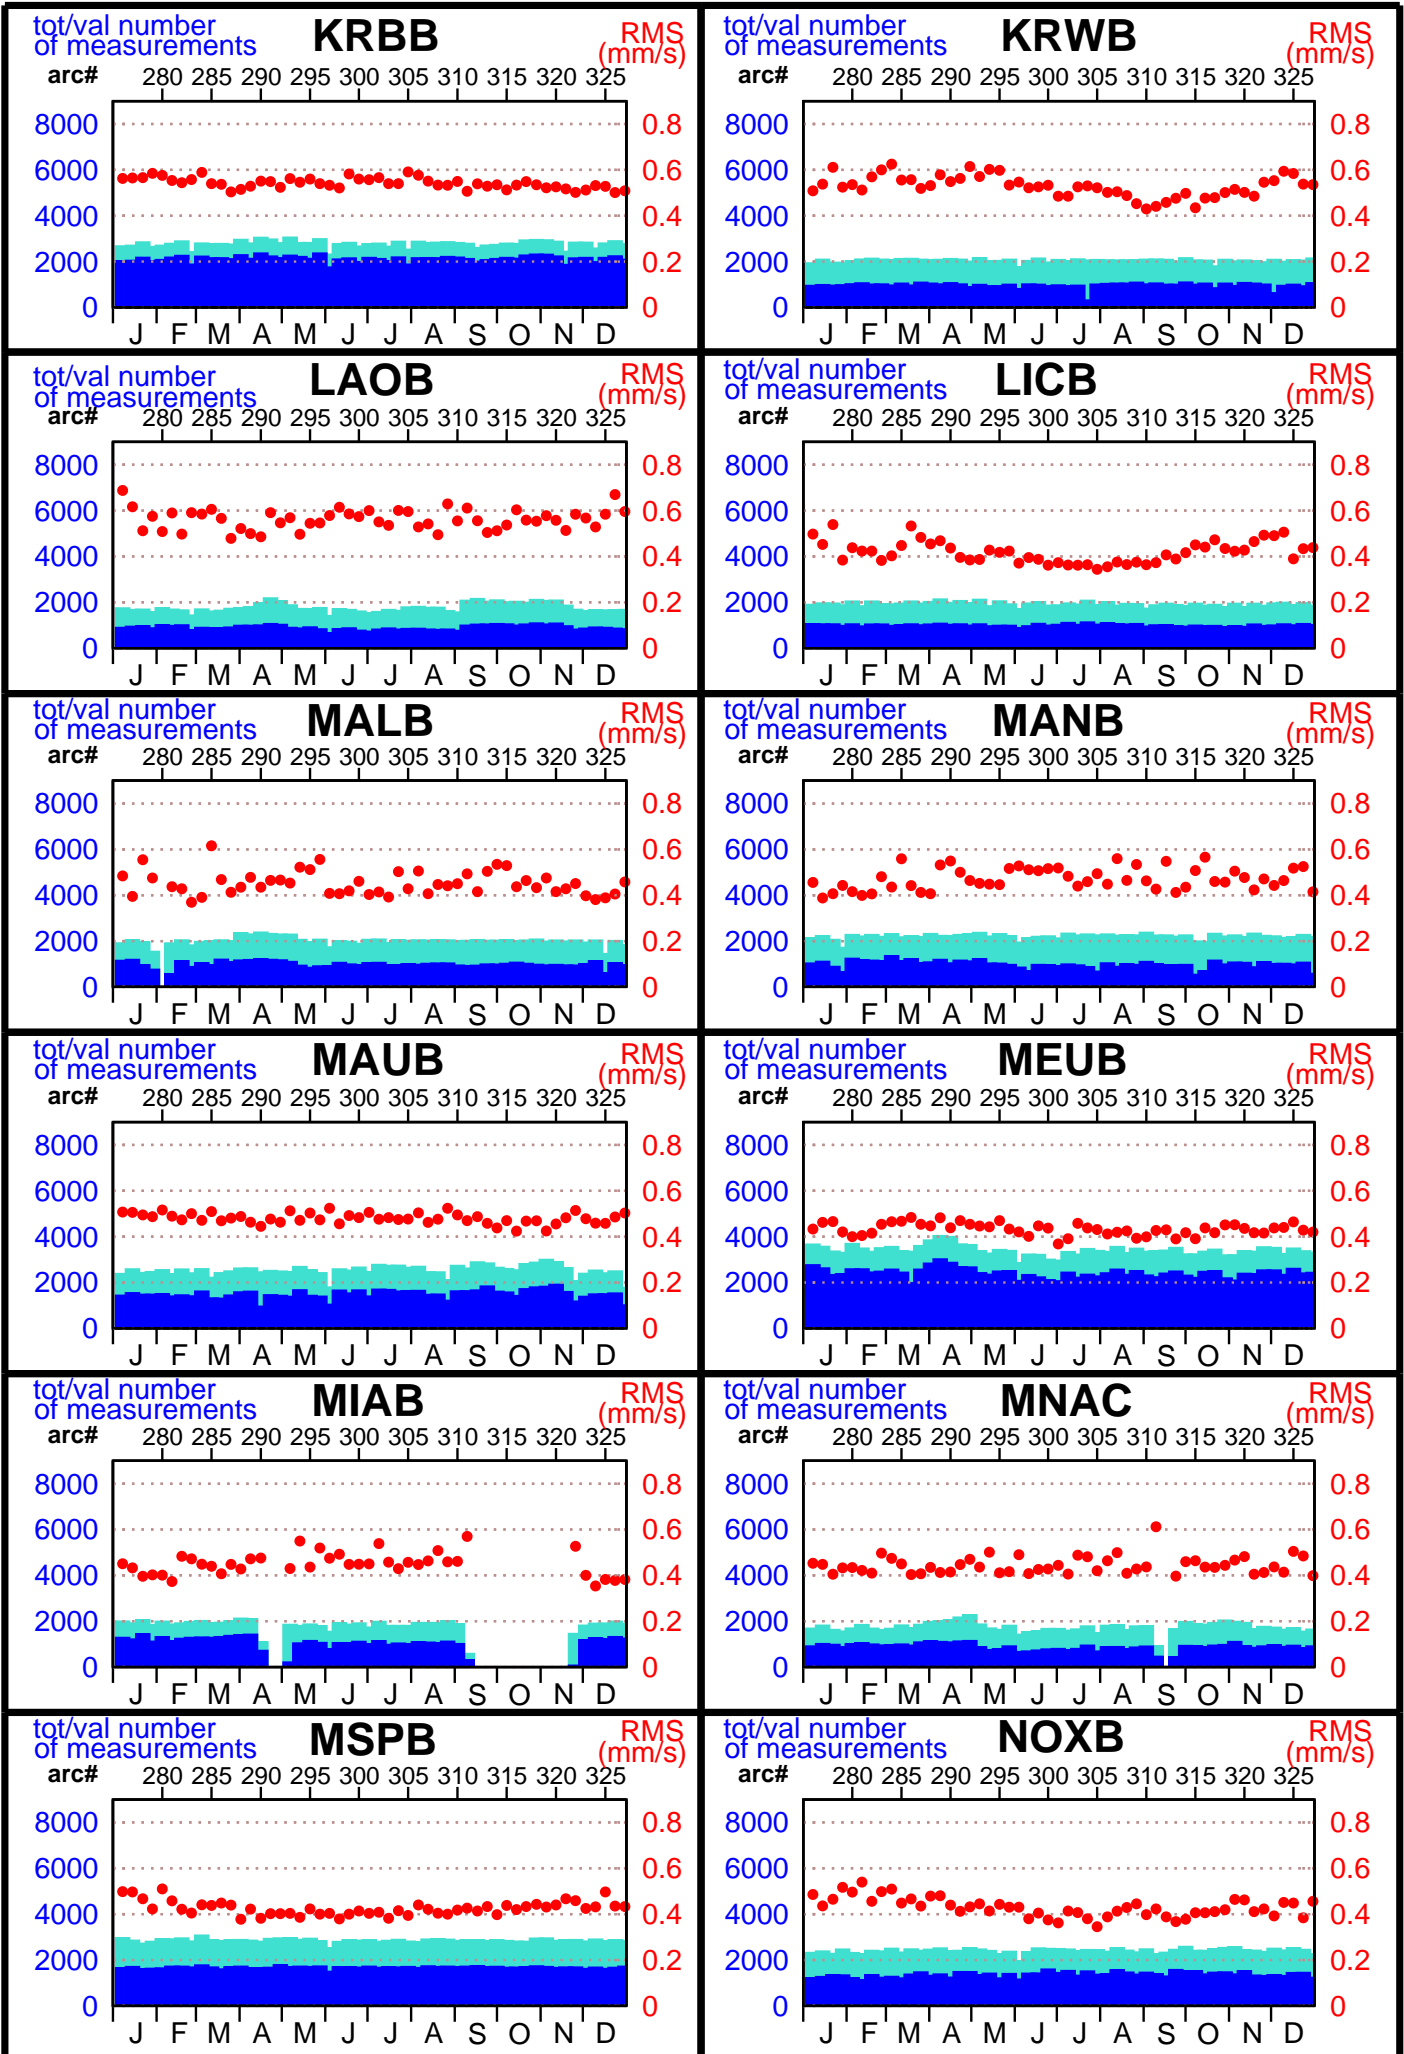 tot/val number of measurements KRBB RMS (mm/s)
arc# 280 285 290 295 300 305 310 315 320 325
8000 0.8
6000 0.6
4000 0.4
2000 0.2
0 0
J F M A M J J A S O N D
tot/val number of measurements KRWB RMS (mm/s)
arc# 280 285 290 295 300 305 310 315 320 325
8000 0.8
6000 0.6
4000 0.4
2000 0.2
0 0
J F M A M J J A S O N D
tot/val number of measurements LAOB RMS (mm/s)
arc# 280 285 290 295 300 305 310 315 320 325
8000 0.8
6000 0.6
4000 0.4
2000 0.2
0 0
J F M A M J J A S O N D
tot/val number of measurements LICB RMS (mm/s)
arc# 280 285 290 295 300 305 310 315 320 325
8000 0.8
6000 0.6
4000 0.4
2000 0.2
0 0
J F M A M J J A S O N D
tot/val number of measurements MALB RMS (mm/s)
arc# 280 285 290 295 300 305 310 315 320 325
8000 0.8
6000 0.6
4000 0.4
2000 0.2
0 0
J F M A M J J A S O N D
tot/val number of measurements MANB RMS (mm/s)
arc# 280 285 290 295 300 305 310 315 320 325
8000 0.8
6000 0.6
4000 0.4
2000 0.2
0 0
J F M A M J J A S O N D
tot/val number of measurements MAUB RMS (mm/s)
arc# 280 285 290 295 300 305 310 315 320 325
8000 0.8
6000 0.6
4000 0.4
2000 0.2
0 0
J F M A M J J A S O N D
tot/val number of measurements MEUB RMS (mm/s)
arc# 280 285 290 295 300 305 310 315 320 325
8000 0.8
6000 0.6
4000 0.4
2000 0.2
0 0
J F M A M J J A S O N D
tot/val number of measurements MIAB RMS (mm/s)
arc# 280 285 290 295 300 305 310 315 320 325
8000 0.8
6000 0.6
4000 0.4
2000 0.2
0 0
J F M A M J J A S O N D
tot/val number of measurements MNAC RMS (mm/s)
arc# 280 285 290 295 300 305 310 315 320 325
8000 0.8
6000 0.6
4000 0.4
2000 0.2
0 0
J F M A M J J A S O N D
tot/val number of measurements MSPB RMS (mm/s)
arc# 280 285 290 295 300 305 310 315 320 325
8000 0.8
6000 0.6
4000 0.4
2000 0.2
0 0
J F M A M J J A S O N D
tot/val number of measurements NOXB RMS (mm/s)
arc# 280 285 290 295 300 305 310 315 320 325
8000 0.8
6000 0.6
4000 0.4
2000 0.2
0 0
J F M A M J J A S O N D